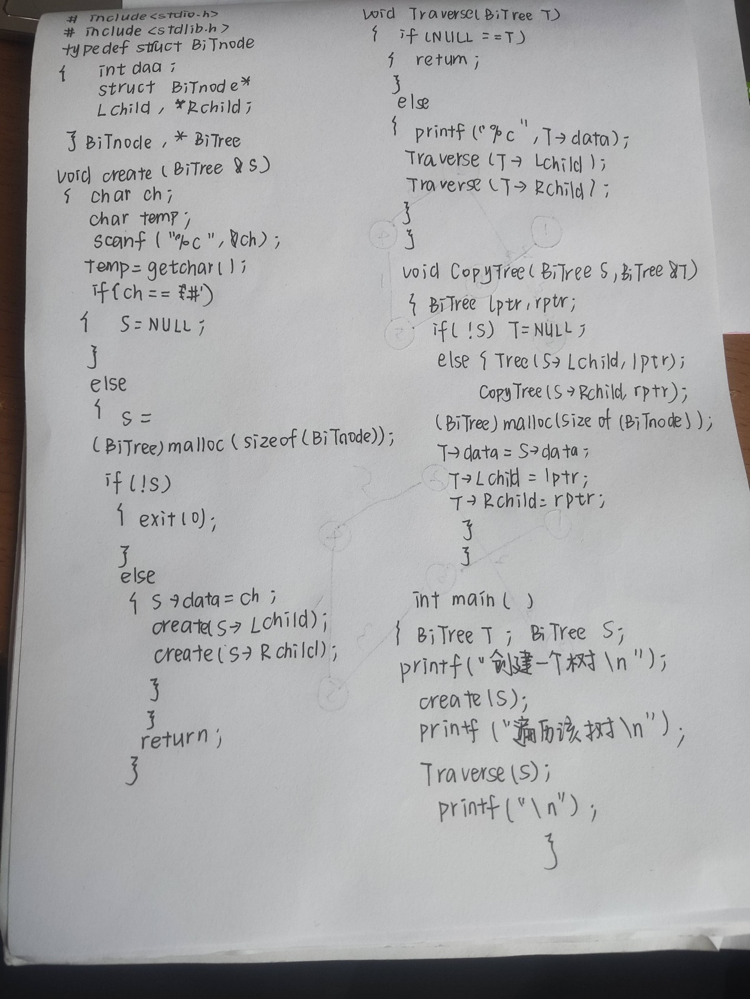 # include<stdio.h>
# include <stdlib.h>
typedef struct BiTnode
{ int daa;
struct BiTnode*
Lchild, *Rchild;
} BiTnode, * BiTree
void create (BiTree &S)
{ char ch;
char temp;
scanf ("%c", &ch);
temp = getchar();
if(ch == '#')
{ S = NULL;
}
else
{ S =
(BiTree) malloc (sizeof(BiTnode));
if (!S)
{ exit(0);
}
else
{ S→data = ch;
create(S→ Lchild);
create(S→ Rchild);
}
}
return;
}
void Traverse(BiTree T)
{ if (NULL ==T)
{ return;
}
else
{ printf ("%c", T→data);
Traverse (T→ Lchild);
Traverse (T→ Rchild);
}
}
void CopyTree(BiTree S, BiTree &T)
{ BiTree lptr, rptr;
if( !S) T=NULL;
else { Tree(S→ Lchild, lptr);
CopyTree(S→Rchild, rptr);
(BiTree) malloc(size of (BiTnode));
T→data = S→data;
T→Lchild = lptr;
T→Rchild = rptr;
}
}
int main( )
{ BiTree T; BiTree S;
printf("创建一个树\n");
create(S);
printf ("遍历该树\n");
Traverse(S);
printf("\n");
}